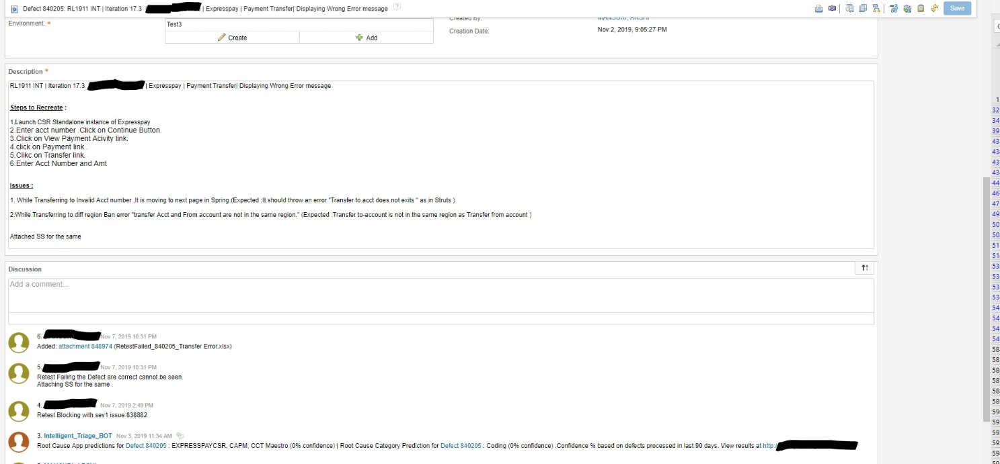 Defect 840205: RL1911 INT | Iteration 17.3 | Expresspay | Payment Transfer| Displaying Wrong Error message
Save
Environment: *
Test3
Create
Add
Creation Date:
Nov 2, 2019, 9:05:27 PM
Description *
RL1911 INT | Iteration 17.3 | Expresspay | Payment Transfer| Displaying Wrong Error message
Steps to Recreate :
1.Launch CSR Standalone instance of Expresspay
2.Enter acct number .Click on Continue Button.
3.Click on View Payment Acivity link.
4.click on Payment link .
5.Clikc on Transfer link.
6.Enter Acct Number and Amt
Issues :
1. While Transferring to Invalid Acct number ,It is moving to next page in Spring.(Expected :It should throw an error "Transfer to acct does not exits " as in Struts )
2.While Transferring to diff region Ban error "transfer Acct and From account are not in the same region." (Expected :Transfer to-account is not in the same region as Transfer from account )
Attached SS for the same
Discussion
Add a comment...
6. Nov 7, 2019 10:31 PM
Added: attachment 848974 (RetestFailed_840205_Transfer Error.xlsx)
5. Nov 7, 2019 10:31 PM
Retest Failing the Defect are correct cannot be seen.
Attaching SS for the same .
4. Nov 7, 2019 2:49 PM
Retest Blocking with sev1 issue 838882
3. Intelligent_Triage_BOT Nov 3, 2019 11:34 AM
Root Cause App predictions for Defect 840205 : EXPRESSPAYCSR, CAPM, CCT Maestro (0% confidence) | Root Cause Category Prediction for Defect 840205 : Coding (0% confidence) .Confidence % based on defects processed in last 90 days. View results at http: